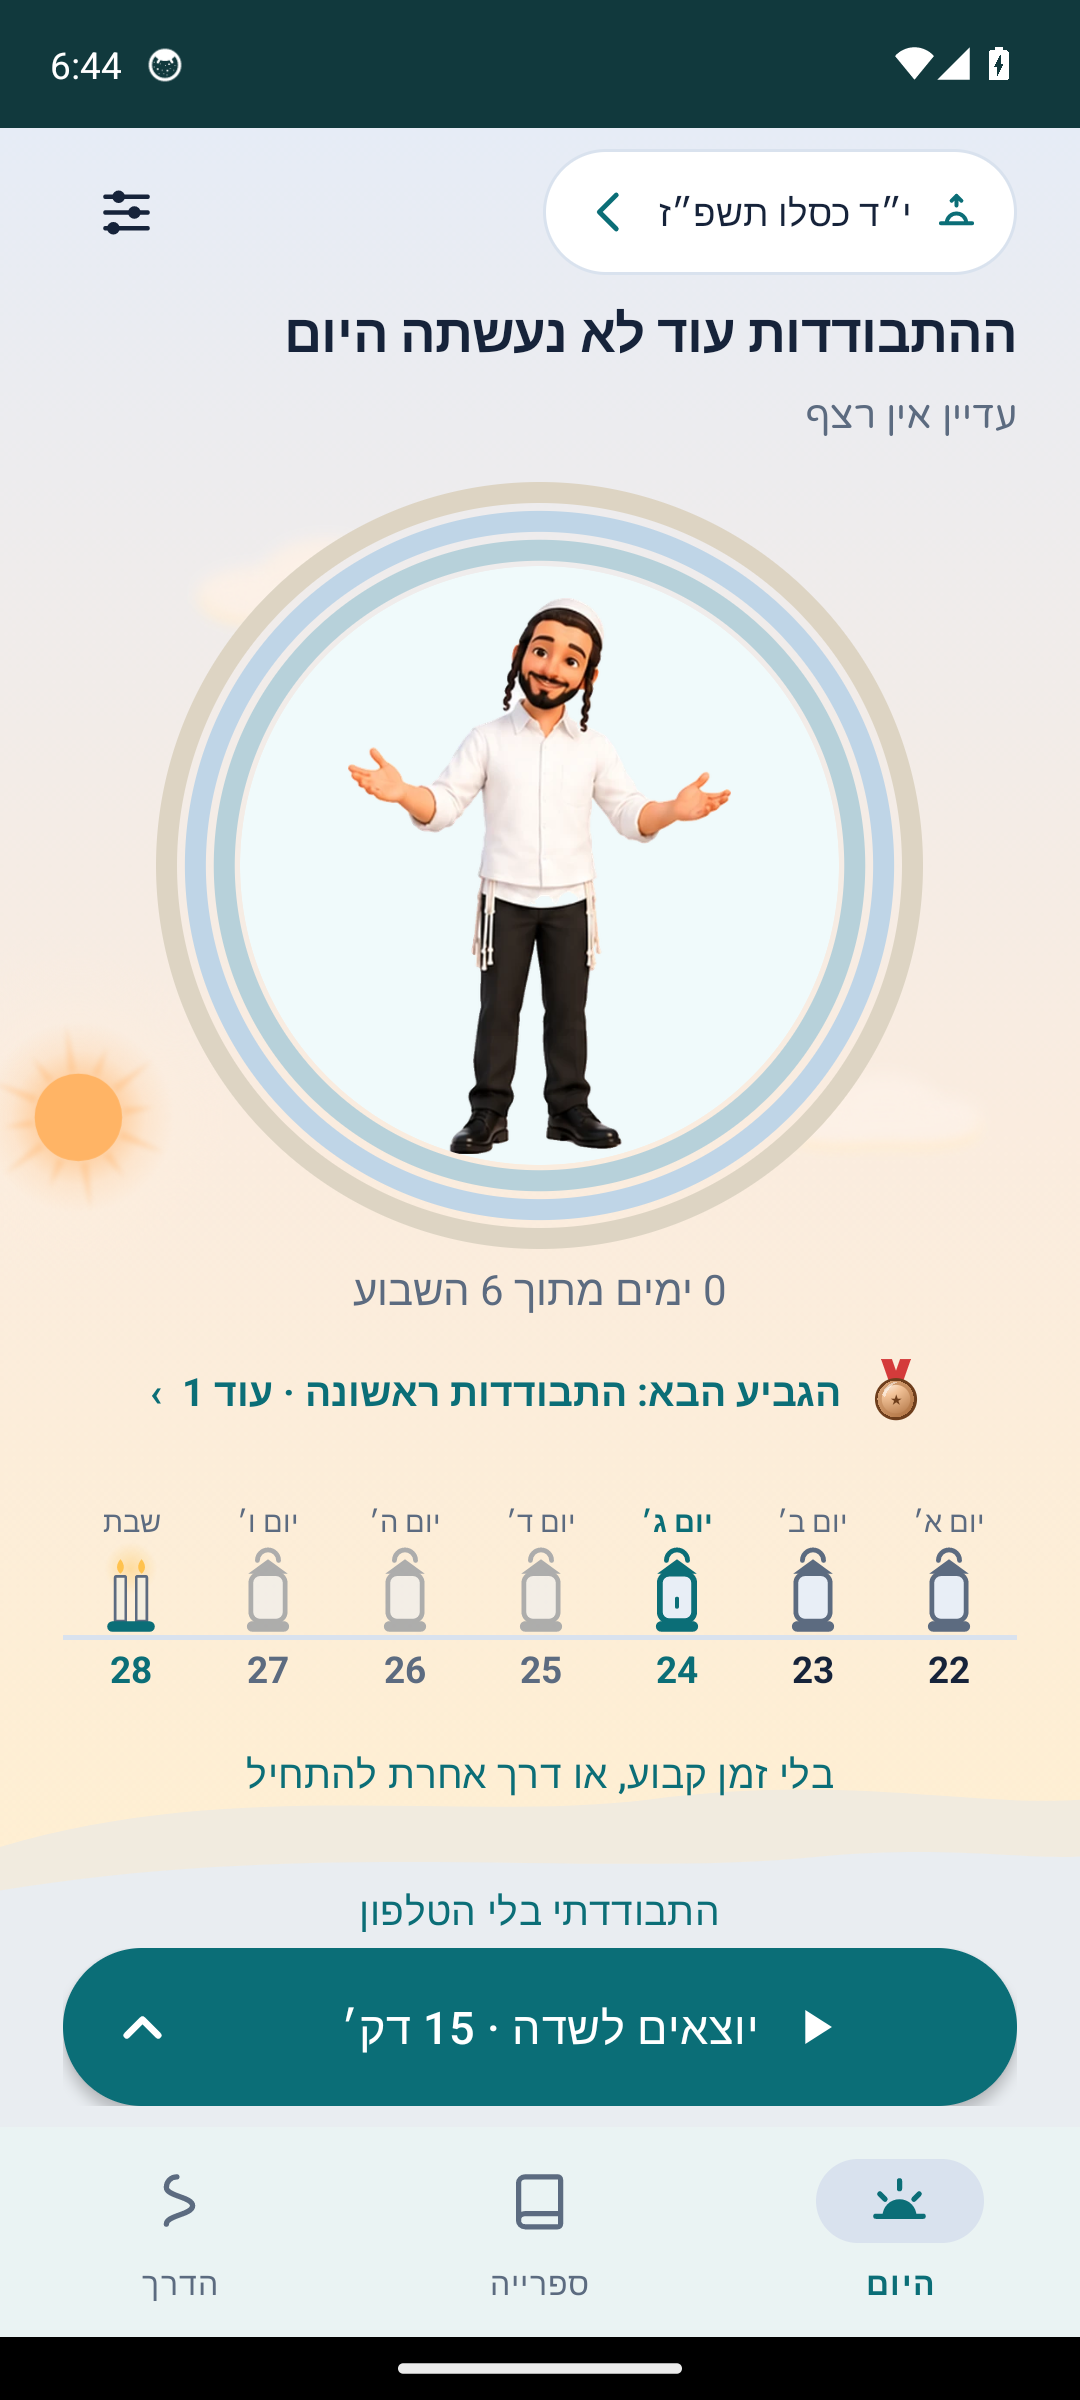 6:44
י״ד כסלו תשפ״ז
ההתבודדות עוד לא נעשתה היום
עדיין אין רצף
0 ימים מתוך 6 השבוע
הגביע הבא: התבודדות ראשונה · עוד 1 ›
יום א׳ יום ב׳ יום ג׳ יום ד׳ יום ה׳ יום ו׳ שבת
22 23 24 25 26 27 28
בלי זמן קבוע, או דרך אחרת להתחיל
התבודדתי בלי הטלפון
יוצאים לשדה · 15 דק׳
היום ספרייה הדרך